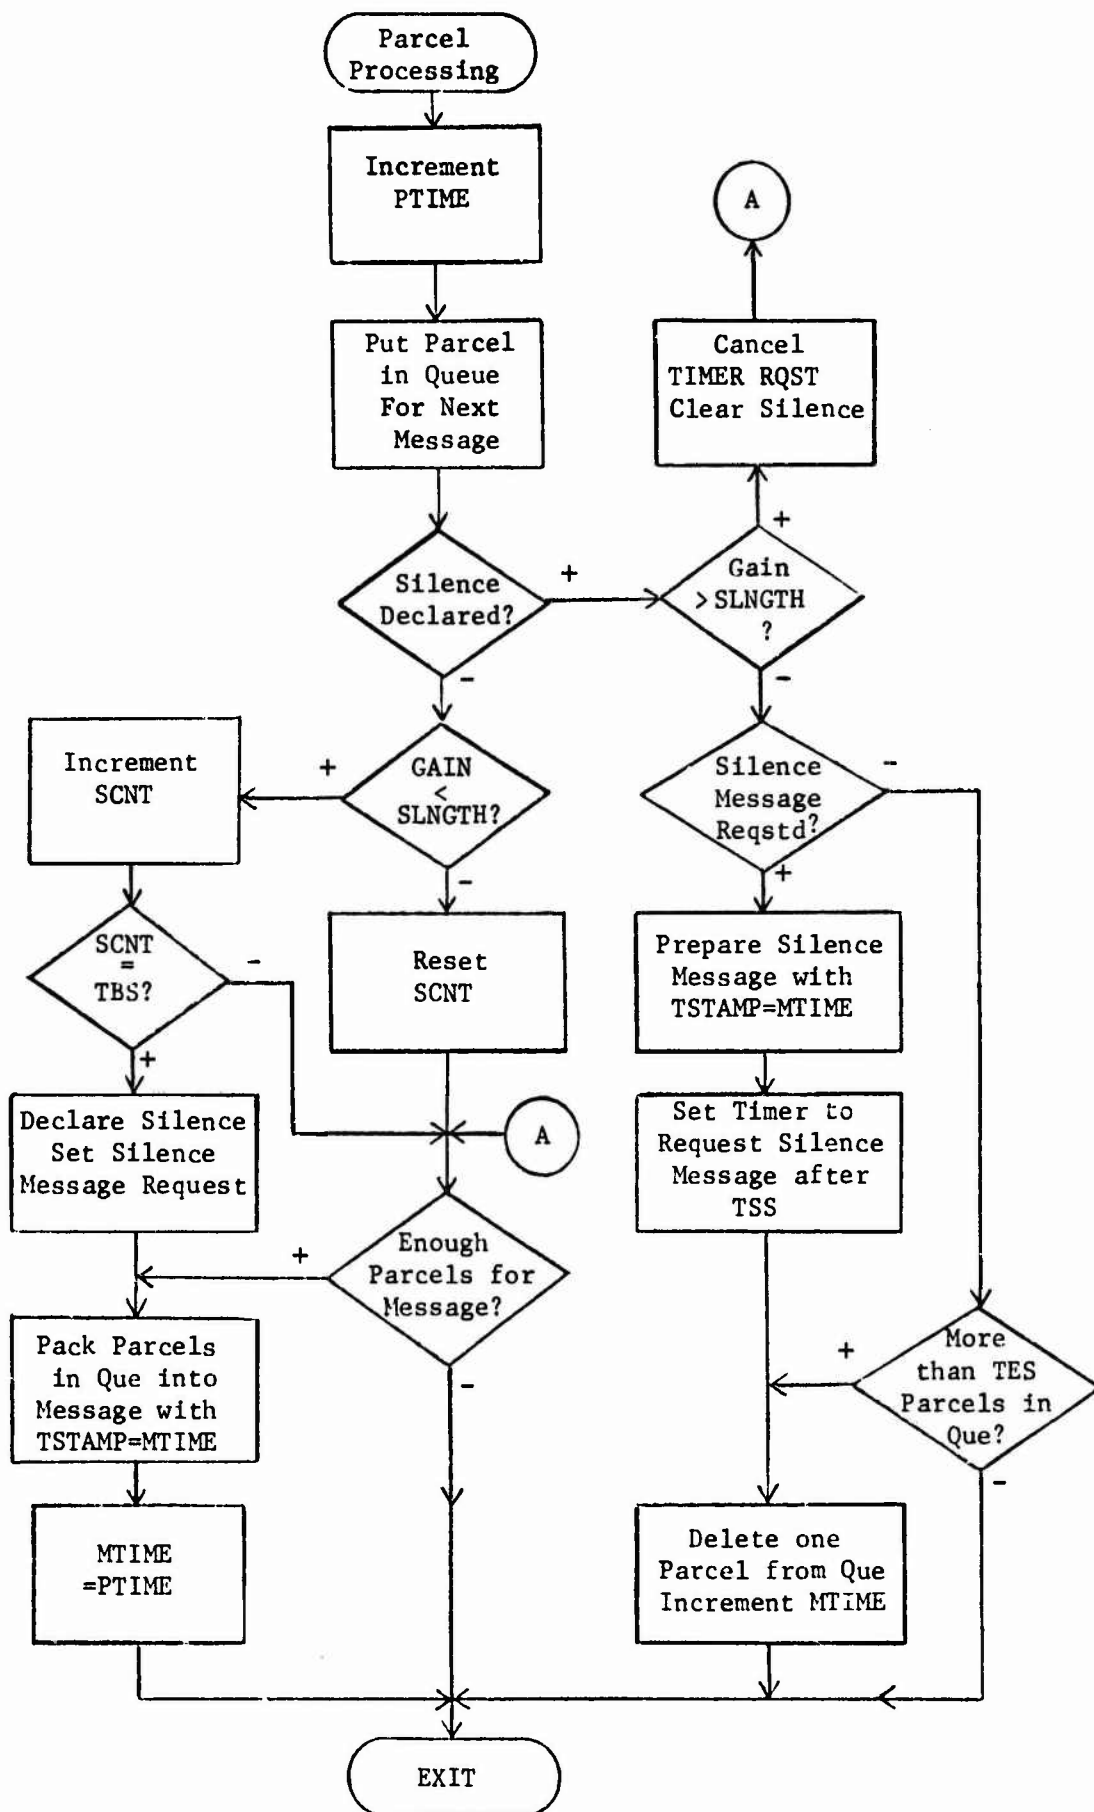 Parcel
Processing
Increment
PTIME
A
Put Parcel
in Queue
For Next
Message
Cancel
TIMER RQST
Clear Silence
+
Silence
Declared?
+
Gain
>SLNGTH
?
-
-
Increment
SCNT
+
GAIN
<
SLNGTH?
-
Silence
Message
Reqstd?
-
+
SCNT
=
TBS?
-
+
Reset
SCNT
Prepare Silence
Message with
TSTAMP=MTIME
Declare Silence
Set Silence
Message Request
A
Set Timer to
Request Silence
Message after
TSS
+
Enough
Parcels for
Message?
-
Pack Parcels
in Que into
Message with
TSTAMP=MTIME
+
More
than TES
Parcels in
Que?
-
MTIME
=PTIME
Delete one
Parcel from Que
Increment MTIME
EXIT